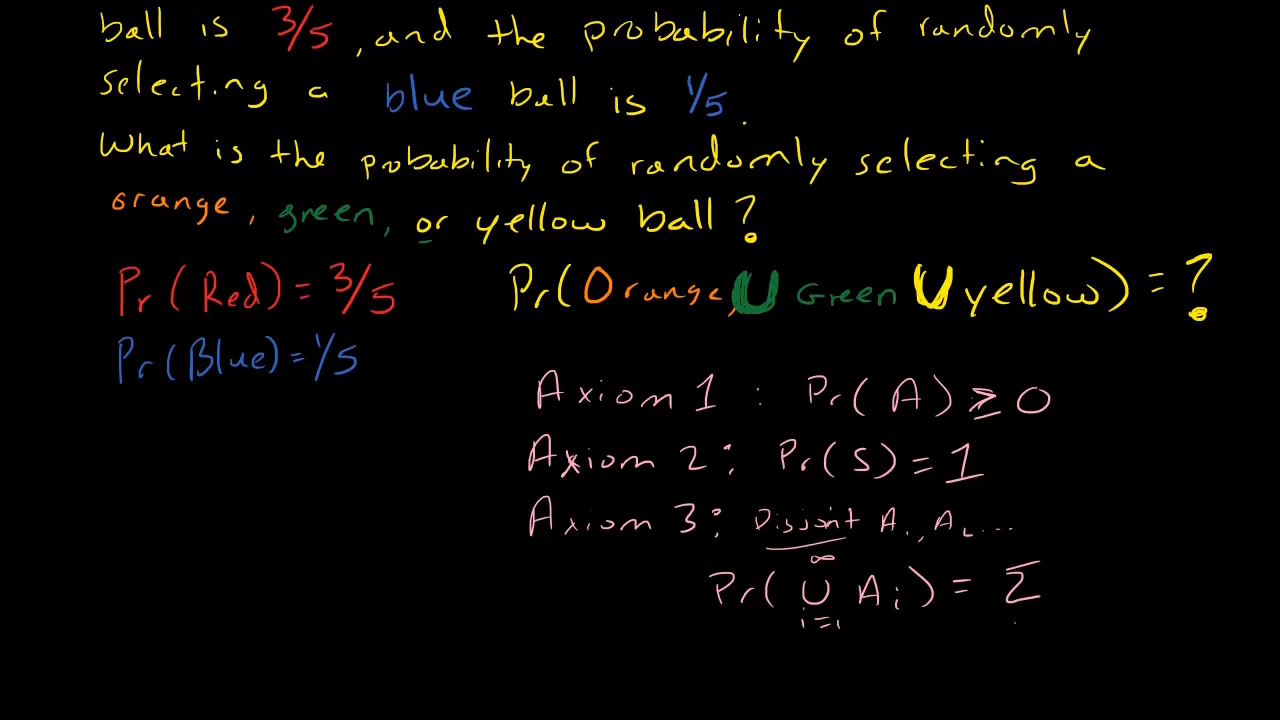 ball is 3/5, and the probability of randomly
selecting a blue ball is 1/5.
What is the probability of randomly selecting a
orange, green, or yellow ball?
Pr(Red) = 3/5
Pr(Blue) = 1/5
Pr(Orange, ∪ Green ∪ yellow) = ?
Axiom 1 : Pr(A) ≥ 0
Axiom 2 : Pr(S) = 1
Axiom 3 : Disjoint A₁, A₂, ...
∞
Pr( ∪ Aᵢ ) = Σ
i=1